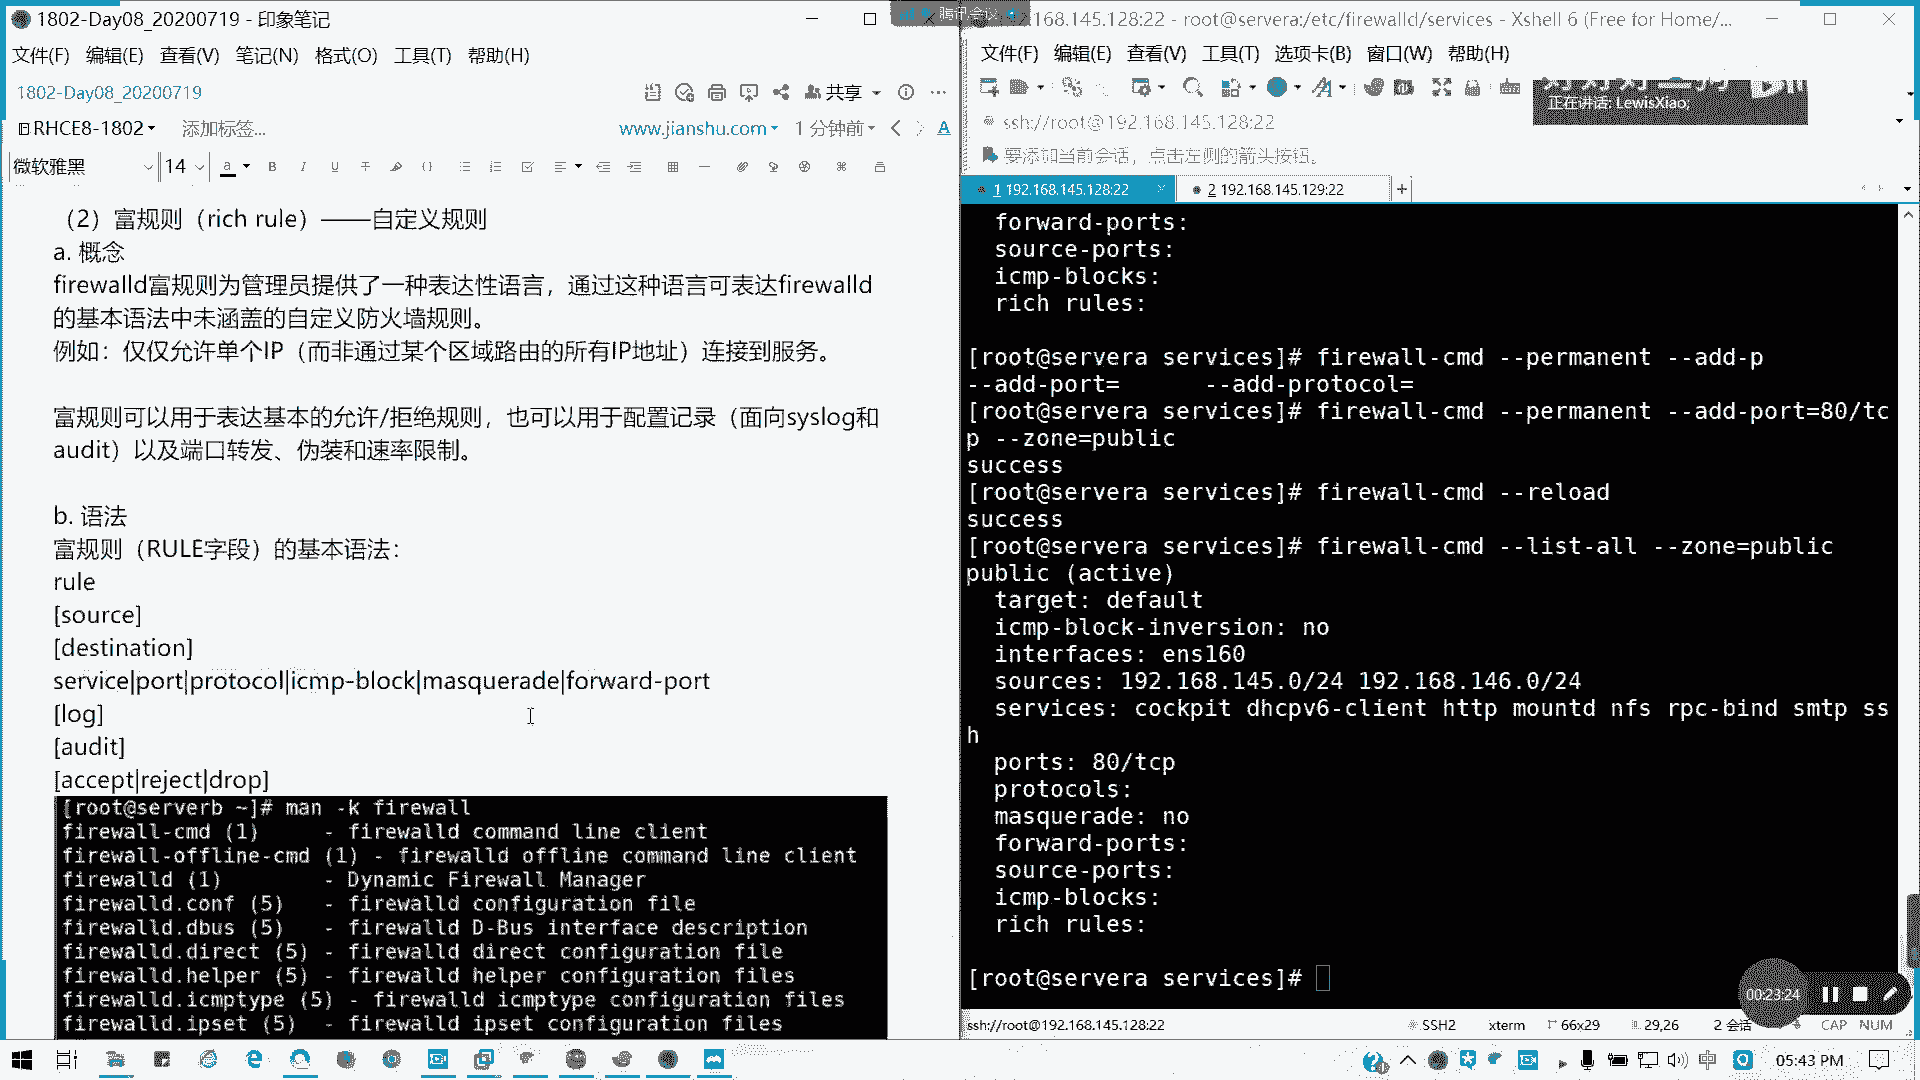 1802-Day08_20200719 - 印象笔记
文件(F) 编辑(E) 查看(V) 笔记(N) 格式(O) 工具(T) 帮助(H)
1802-Day08_20200719
共享
RHCE8-1802
添加标签...
www.jianshu.com
1 分钟前
微软雅黑 14
（2）富规则（rich rule）——自定义规则
a. 概念
firewalld富规则为管理员提供了一种表达性语言，通过这种语言可表达firewalld
的基本语法中未涵盖的自定义防火墙规则。
例如：仅仅允许单个IP（而非通过某个区域路由的所有IP地址）连接到服务。
富规则可以用于表达基本的允许/拒绝规则，也可以用于配置记录（面向syslog和
audit）以及端口转发、伪装和速率限制。
b. 语法
富规则（RULE字段）的基本语法：
rule
[source]
[destination]
service|port|protocol|icmp-block|masquerade|forward-port
[log]
[audit]
[accept|reject|drop]
[root@serverb ~]# man -k firewall
firewall-cmd (1)      - firewalld command line client
firewall-offline-cmd (1) - firewalld offline command line client
firewalld (1)         - Dynamic Firewall Manager
firewalld.conf (5)    - firewalld configuration file
firewalld.dbus (5)    - firewalld D-Bus interface description
firewalld.direct (5) - firewalld direct configuration file
firewalld.helper (5) - firewalld helper configuration files
firewalld.icmptype (5) - firewalld icmptype configuration files
firewalld.ipset (5)   - firewalld ipset configuration files
腾讯会议
168.145.128:22 - root@servera:/etc/firewalld/services - Xshell 6 (Free for Home/...
文件(F) 编辑(E) 查看(V) 工具(T) 选项卡(B) 窗口(W) 帮助(H)
正在讲话: LewisXiao;
ssh://root@192.168.145.128:22
要添加当前会话，点击左侧的箭头按钮。
1 192.168.145.128:22
2 192.168.145.129:22
forward-ports:
source-ports:
icmp-blocks:
rich rules:
[root@servera services]# firewall-cmd --permanent --add-p
--add-port=      --add-protocol=
[root@servera services]# firewall-cmd --permanent --add-port=80/tc
p --zone=public
success
[root@servera services]# firewall-cmd --reload
success
[root@servera services]# firewall-cmd --list-all --zone=public
public (active)
target: default
icmp-block-inversion: no
interfaces: ens160
sources: 192.168.145.0/24 192.168.146.0/24
services: cockpit dhcpv6-client http mountd nfs rpc-bind smtp ss
h
ports: 80/tcp
protocols:
masquerade: no
forward-ports:
source-ports:
icmp-blocks:
rich rules:
[root@servera services]#
00:23:24
ssh://root@192.168.145.128:22
SSH2 xterm 66x29 29,26 2 会话 CAP NUM
中
05:43 PM